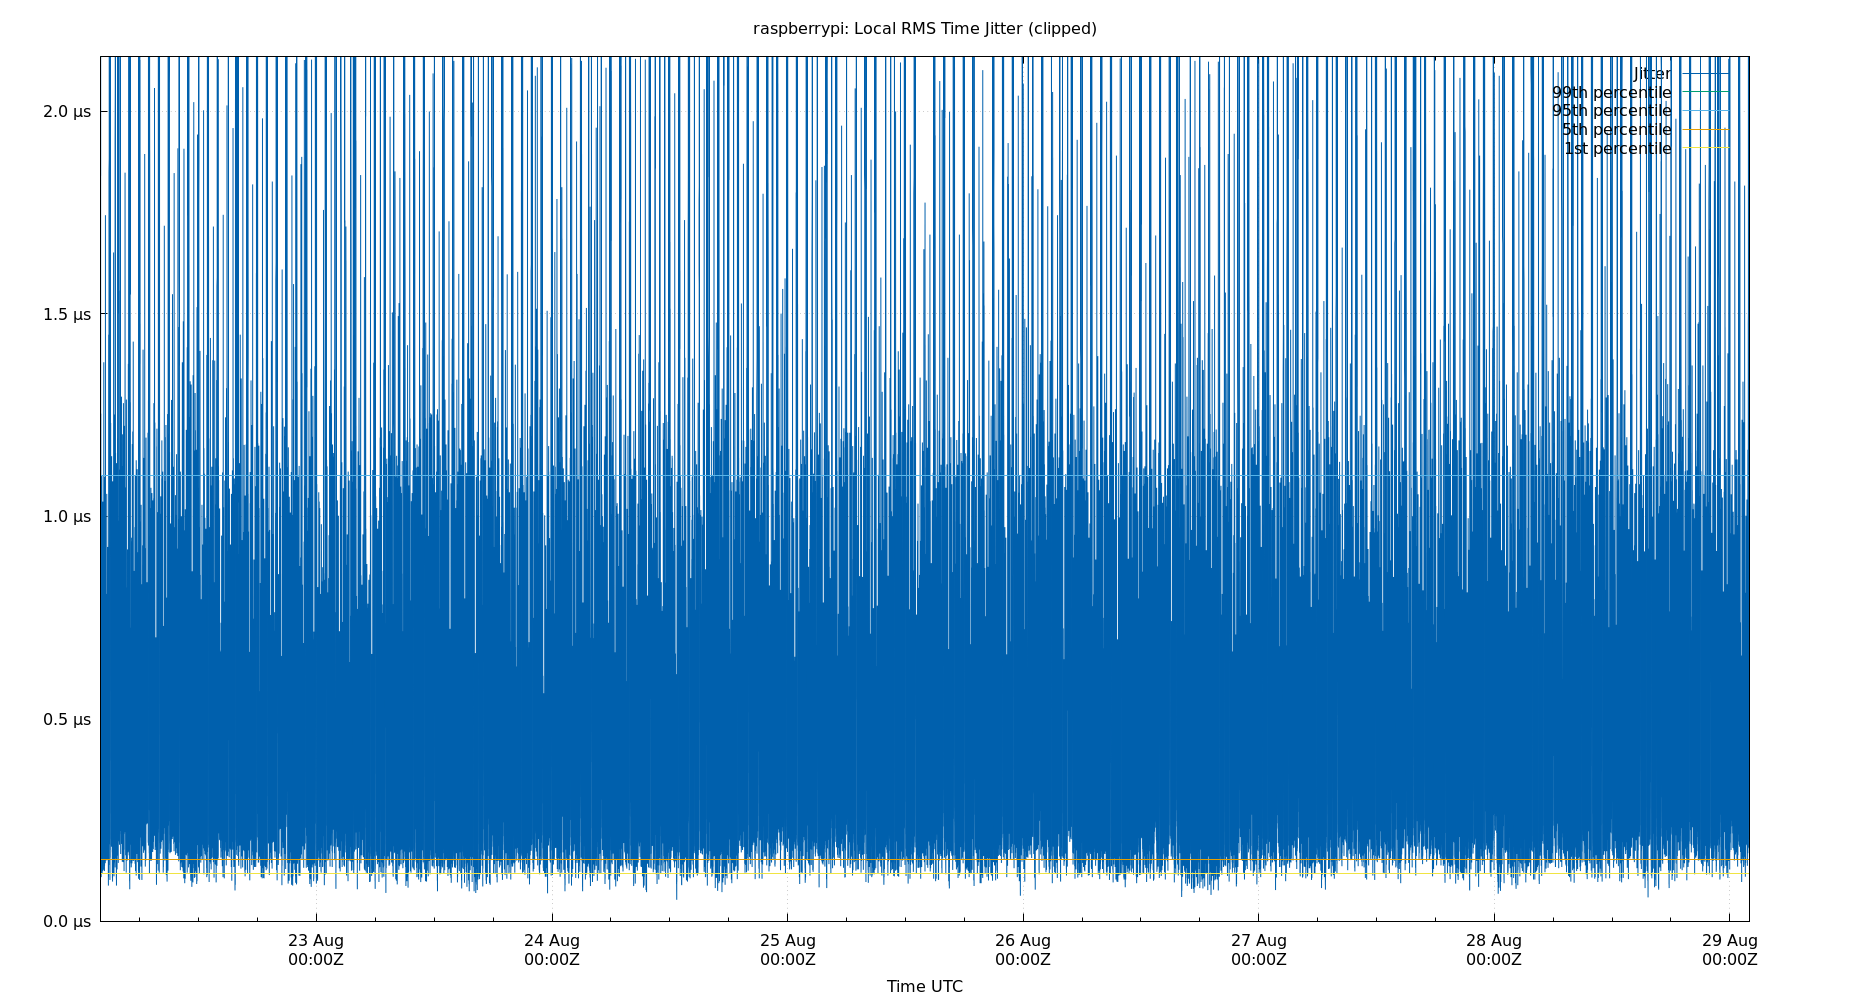 raspberrypi: Local RMS Time Jitter (clipped)
Jitter
99th percentile
95th percentile
5th percentile
1st percentile
2.0 µs
1.5 µs
1.0 µs
0.5 µs
0.0 µs
23 Aug 24 Aug 25 Aug 26 Aug 27 Aug 28 Aug 29 Aug
00:00Z 00:00Z 00:00Z 00:00Z 00:00Z 00:00Z 00:00Z
Time UTC